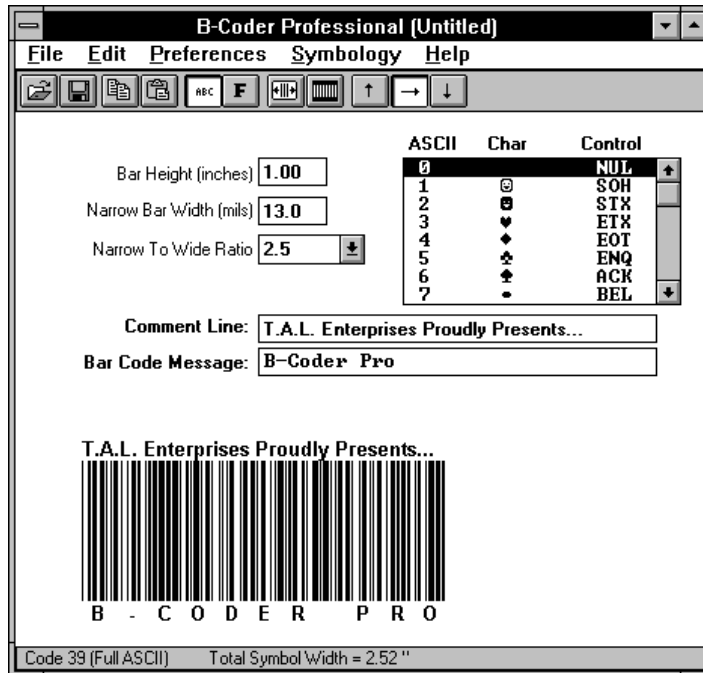 B-Coder Professional (Untitled)
File Edit Preferences Symbology Help
ABC F
ASCII Char Control
0 NUL
1 SOH
2 STX
3 ETX
4 EOT
5 ENQ
6 ACK
7 BEL
Bar Height (inches) 1.00
Narrow Bar Width (mils) 13.0
Narrow To Wide Ratio 2.5
Comment Line: T.A.L. Enterprises Proudly Presents...
Bar Code Message: B-Coder Pro
T.A.L. Enterprises Proudly Presents...
B - C O D E R P R O
Code 39 (Full ASCII) Total Symbol Width = 2.52 "